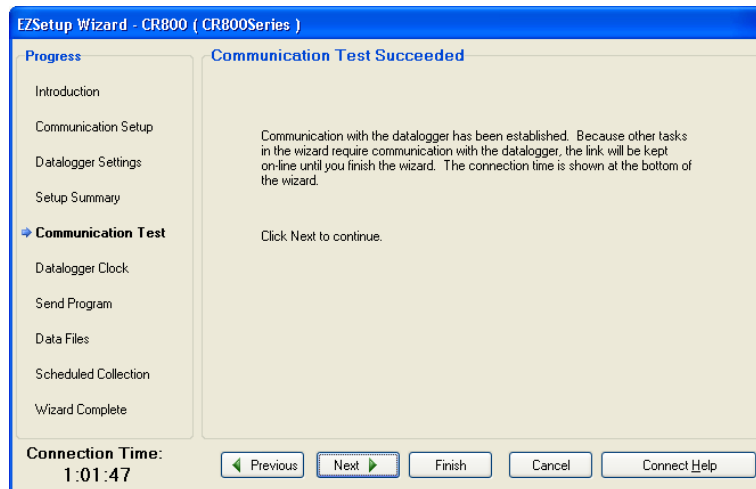 EZSetup Wizard - CR800 ( CR800Series )
Progress
Introduction
Communication Setup
Datalogger Settings
Setup Summary
Communication Test
Datalogger Clock
Send Program
Data Files
Scheduled Collection
Wizard Complete
Communication Test Succeeded
Communication with the datalogger has been established. Because other tasks
in the wizard require communication with the datalogger, the link will be kept
on-line until you finish the wizard. The connection time is shown at the bottom of
the wizard.
Click Next to continue.
Connection Time:
1:01:47
Previous
Next
Finish
Cancel
Connect Help